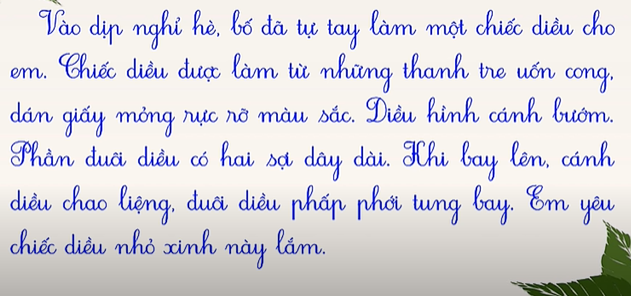 Vào dịp nghỉ hè, bố đã tự tay làm một chiếc diều cho
em. Chiếc diều được làm từ những thanh tre uốn cong,
dán giấy mỏng rực rỡ màu sắc. Diều hình cánh bướm.
Phần đuôi diều có hai sợi dây dài. Khi bay lên, cánh
diều chao liệng, đuôi diều phấp phới tung bay. Em yêu
chiếc diều nhỏ xinh này lắm.